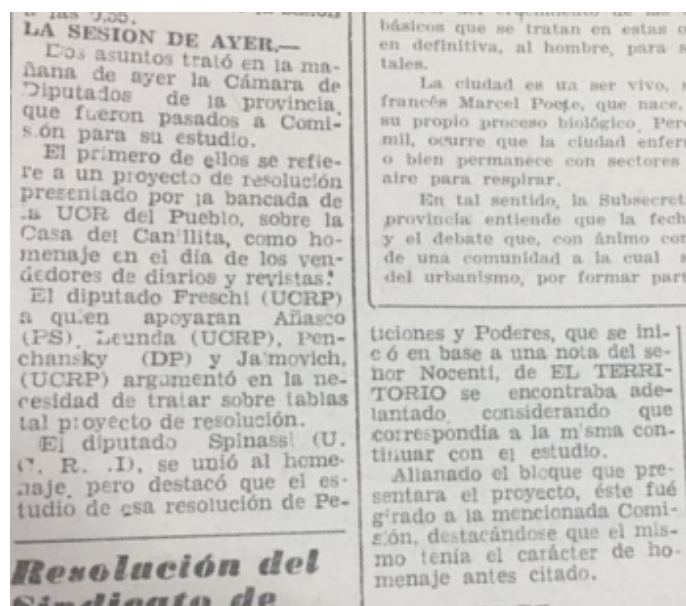 a las 9,55.
LA SESION DE AYER.—
Dos asuntos trató en la ma-
ñana de ayer la Cámara de
Diputados de la provincia,
que fueron pasados a Comi-
sión para su estudio.
El primero de ellos se refie-
re a un proyecto de resolución
presentado por la bancada de
la UCR del Pueblo, sobre la
Casa del Can'llita, como ho-
menaje en el día de los ven-
dedores de diarios y revistas.
El diputado Freschi (UCRP)
a quien apoyaran Añasco
(PS), Leunda (UCRP), Pen-
chansky (DP) y Ja'movich,
(UCRP) argumentó en la ne-
cesidad de tratar sobre tablas
tal proyecto de resolución.
El diputado Spinassi (U.
C. R. .I), se unió al home-
naje, pero destacó que el es-
tudio de esa resolución de Pe-
Resolución del
Sindicato de
básicos que se tratan en estas
en definitiva, al hombre, para
tales.
La ciudad es un ser vivo,
francés Marcel Poete, que nace,
su propio proceso biológico. Pero
mil, ocurre que la ciudad
o bien permanece con sectores
aire para respirar.
En tal sentido, la
provincia entiende que la
y el debate que, con ánimo
de una comunidad a la cual
del urbanismo, por formar
ticiones y Poderes, que se ini-
c ó en base a una nota del se-
ñor Nocenti, de EL TERRI-
TORIO se encontraba ade-
lantado, considerando que
correspondía a la m'sma con-
tinuar con el estudio.
Allanado el bloque que pre-
sentara el proyecto, éste fué
g'rado a la mencionada Comi-
sión, destacándose que el mis-
mo tenía el carácter de ho-
menaje antes citado.